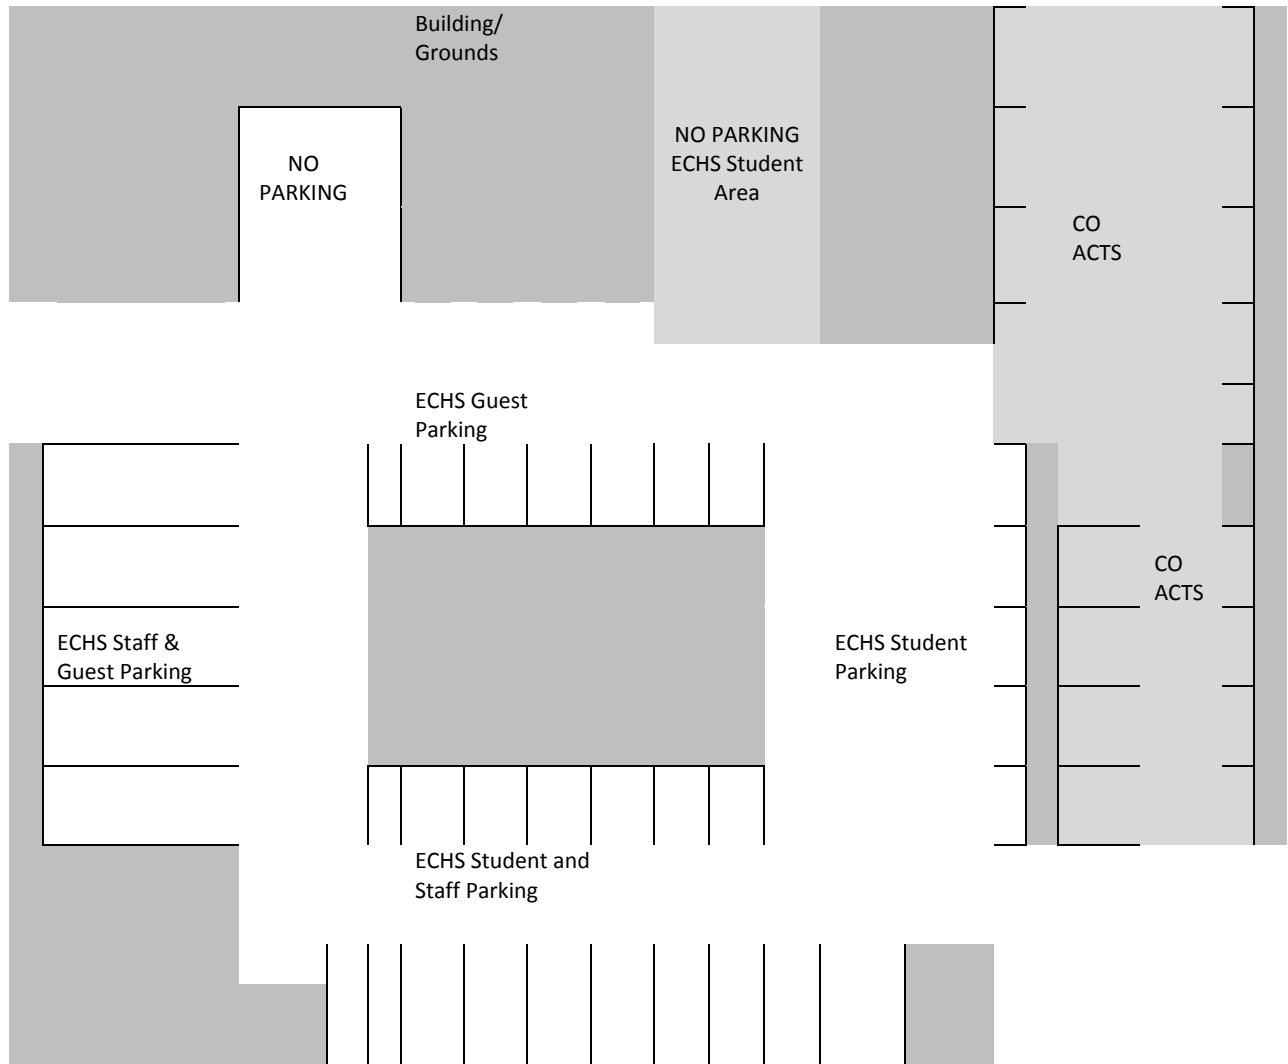 Building/
Grounds
NO
PARKING
NO PARKING
ECHS Student
Area
CO
ACTS
ECHS Guest
Parking
CO
ACTS
ECHS Staff &
Guest Parking
ECHS Student
Parking
ECHS Student and
Staff Parking